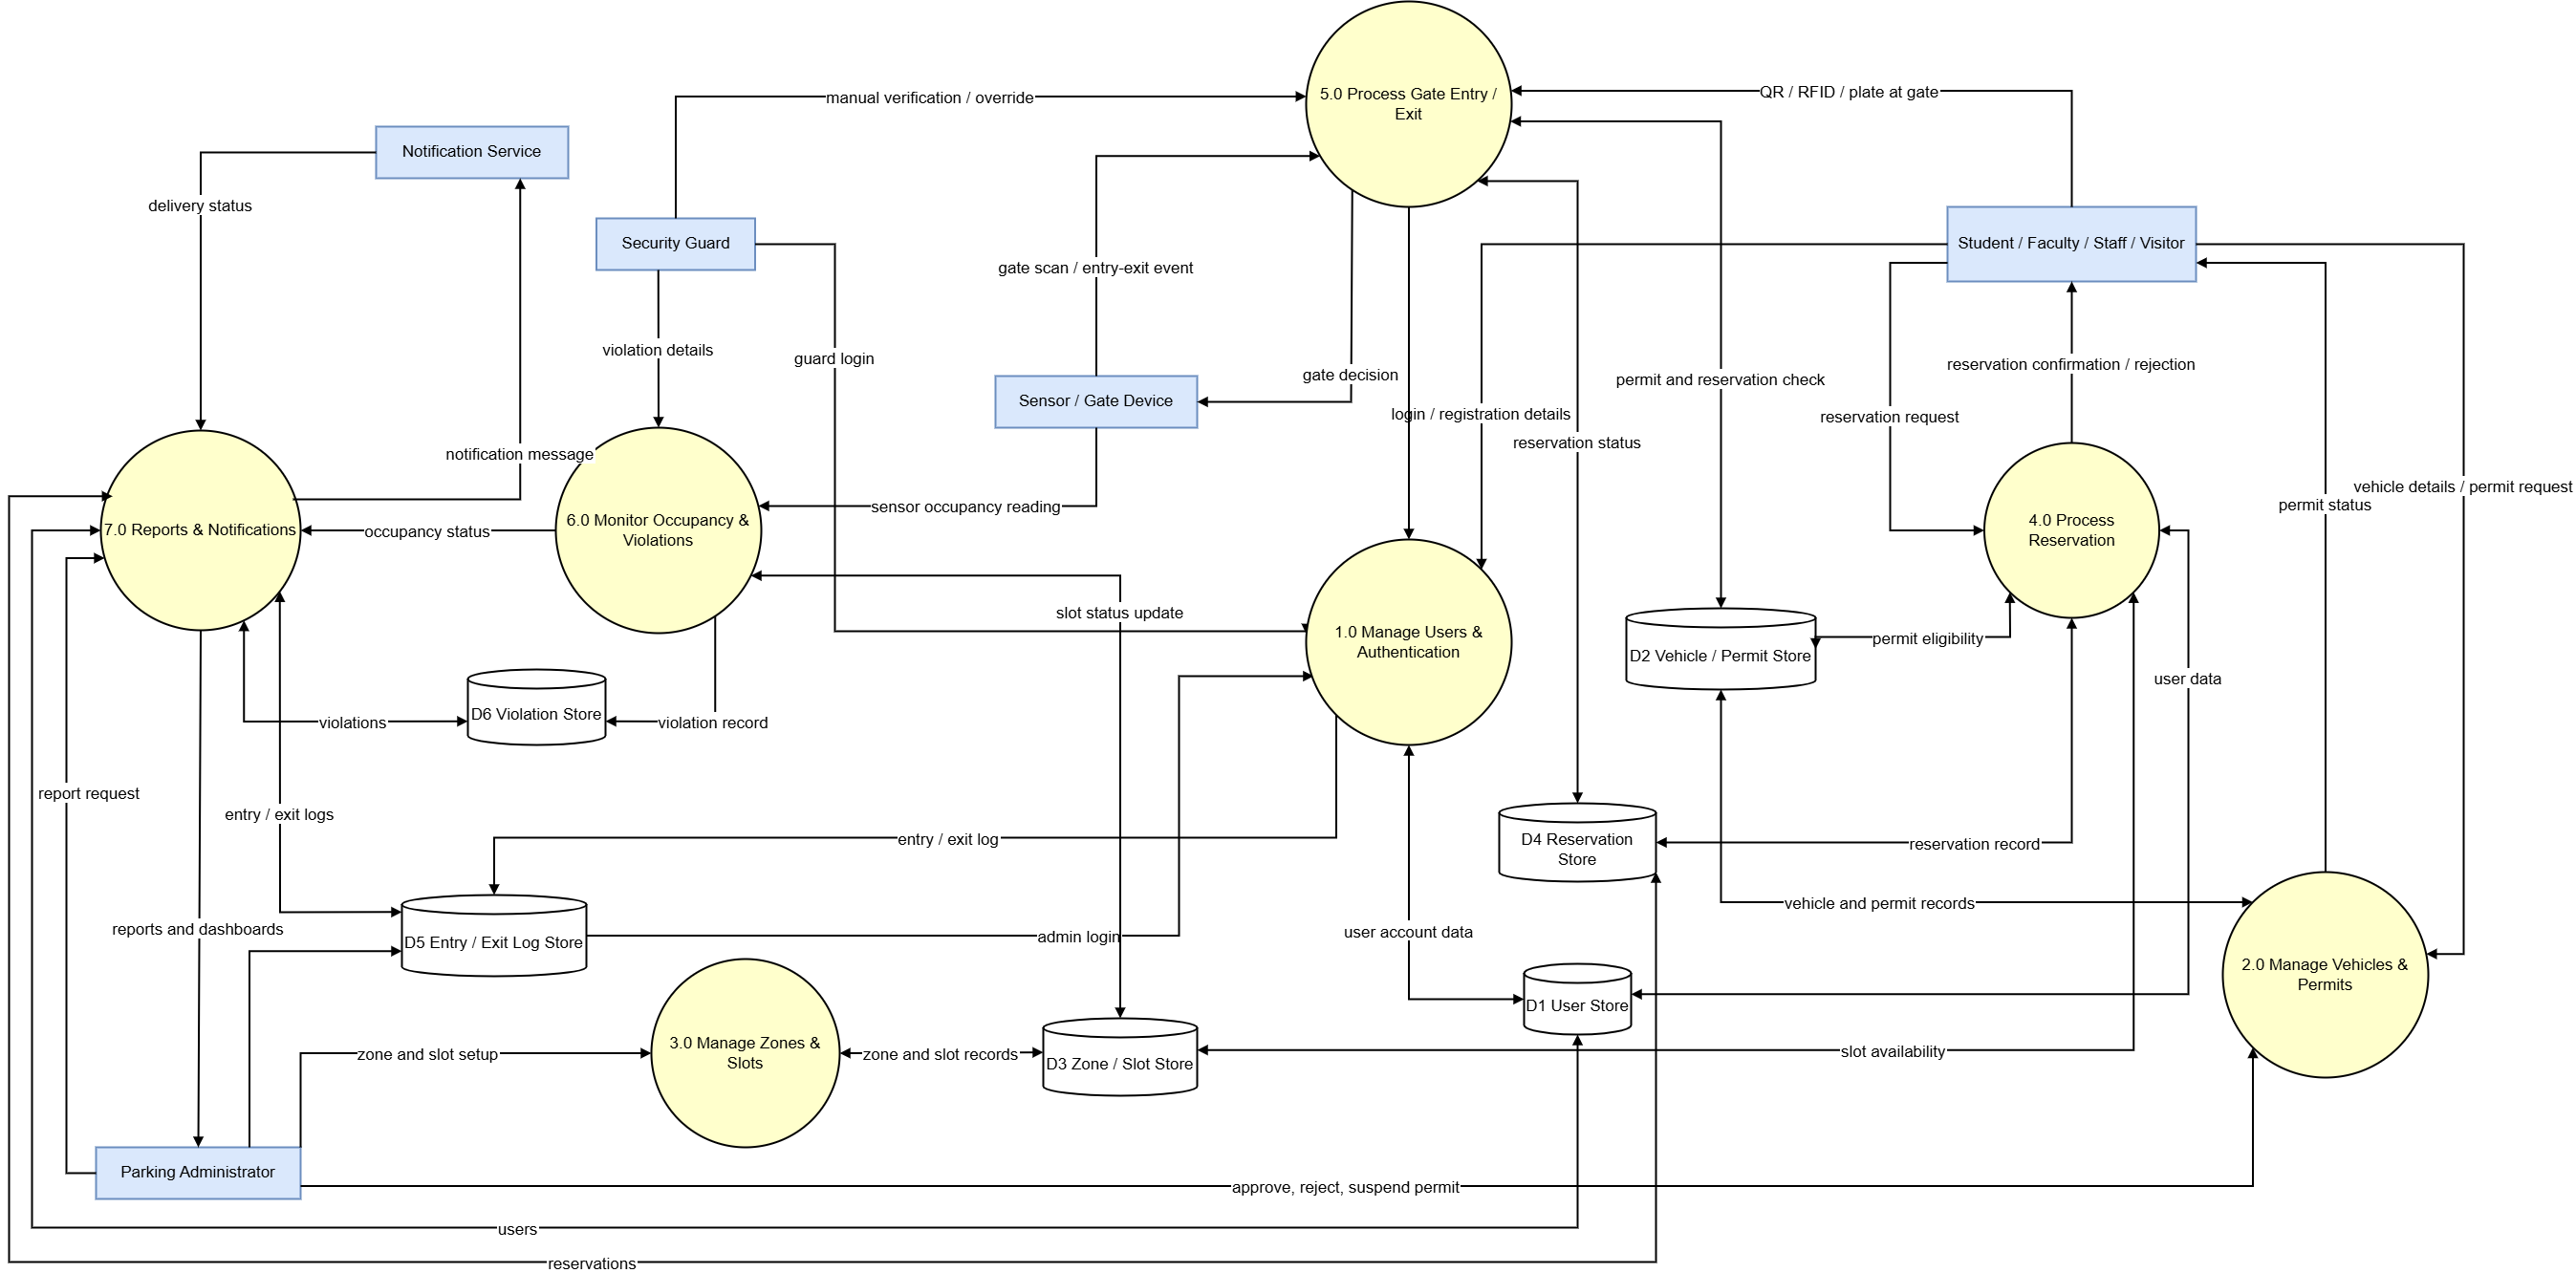 5.0 Process Gate Entry /
Exit
manual verification / override
QR / RFID / plate at gate
Notification Service
delivery status
Security Guard
Student / Faculty / Staff / Visitor
gate scan / entry-exit event
violation details
guard login
gate decision
reservation confirmation / rejection
permit and reservation check
Sensor / Gate Device
login / registration details
reservation request
reservation status
notification message
vehicle details / permit request
permit status
sensor occupancy reading
7.0 Reports & Notifications
occupancy status
6.0 Monitor Occupancy &
Violations
4.0 Process
Reservation
slot status update
1.0 Manage Users &
Authentication
permit eligibility
D2 Vehicle / Permit Store
user data
D6 Violation Store
violations
violation record
report request
entry / exit logs
entry / exit log
D4 Reservation
Store
reservation record
vehicle and permit records
reports and dashboards
D5 Entry / Exit Log Store
admin login
user account data
2.0 Manage Vehicles &
Permits
D1 User Store
3.0 Manage Zones &
Slots
zone and slot setup
zone and slot records
D3 Zone / Slot Store
slot availability
Parking Administrator
approve, reject, suspend permit
users
reservations